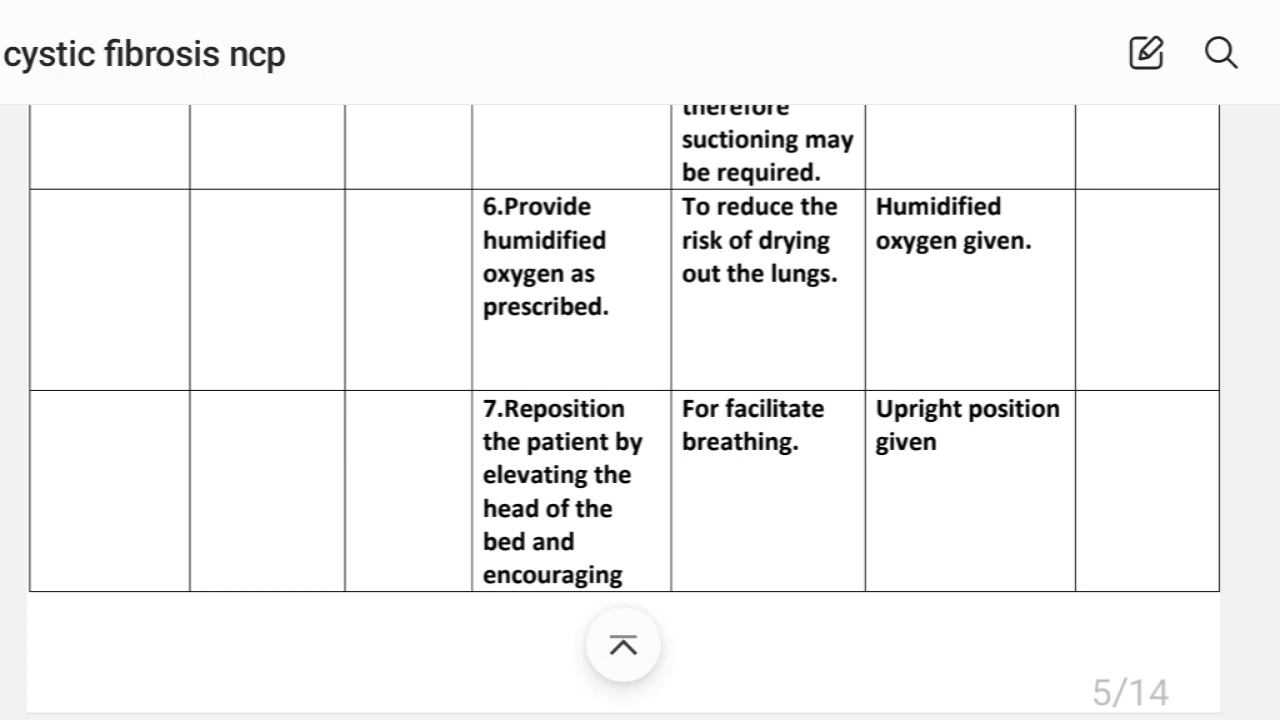 cystic fibrosis ncp
therefore
suctioning may
be required.
6.Provide
humidified
oxygen as
prescribed.
To reduce the
risk of drying
out the lungs.
Humidified
oxygen given.
7.Reposition
the patient by
elevating the
head of the
bed and
encouraging
For facilitate
breathing.
Upright position
given
5/14